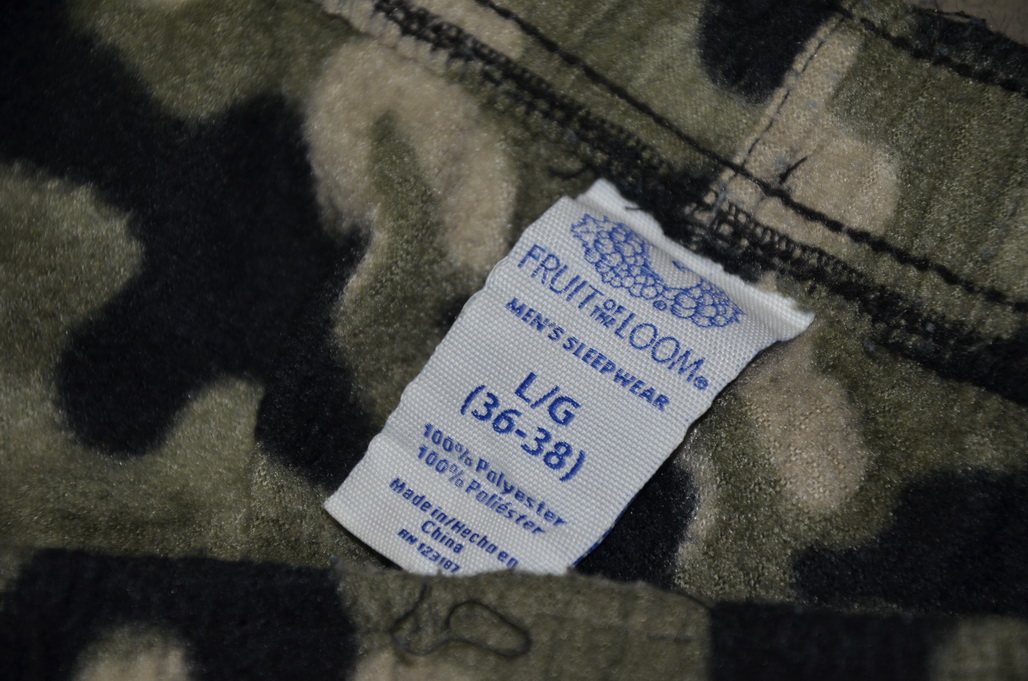 FRUIT OF THE LOOM®
MEN'S SLEEPWEAR
L/G
(36-38)
100% Polyester
100% Poliéster
Made in/Hecho en
China
RN 123187